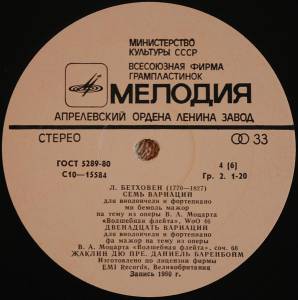 МИНИСТЕРСТВО
КУЛЬТУРЫ СССР
ВСЕСОЮЗНАЯ ФИРМА
ГРАМПЛАСТИНОК
МЕЛОДИЯ
АПРЕЛЕВСКИЙ ОРДЕНА ЛЕНИНА ЗАВОД
СТЕРЕО
33
ГОСТ 5289-80
4 [6]
С10—15584
Гр. 2. 1-20
Л. БЕТХОВЕН (1770—1827)
СЕМЬ ВАРИАЦИЙ
для виолончели и фортепиано
ми бемоль мажор
на тему из оперы В. А. Моцарта
«Волшебная флейта», WoO 46
ДВЕНАДЦАТЬ ВАРИАЦИЙ
для виолончели и фортепиано
фа мажор на тему из оперы
В. А. Моцарта «Волшебная флейта», соч. 66
ЖАКЛИН ДЮ ПРЕ, ДАНИЕЛЬ БАРЕНБОЙМ
Изготовлено по лицензии фирмы
EMI Records, Великобритания
Запись 1980 г.